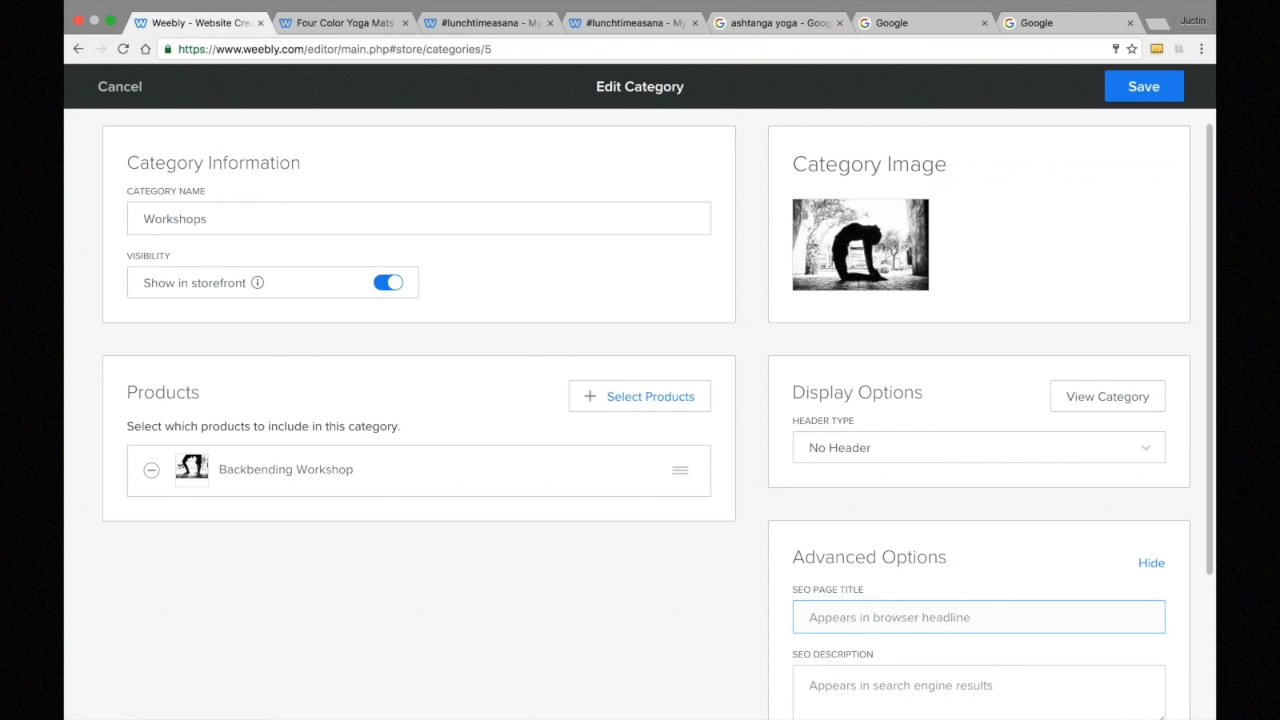 Weebly - Website Crea
Four Color Yoga Mats
#lunchtimeasana - My
#lunchtimeasana - My
ashtanga yoga - Goog
Google
Google
Justin
https://www.weebly.com/editor/main.php#store/categories/5
Cancel
Edit Category
Save
Category Information
CATEGORY NAME
Workshops
VISIBILITY
Show in storefront
Category Image
Products
Select Products
Select which products to include in this category.
Backbending Workshop
Display Options
View Category
HEADER TYPE
No Header
Advanced Options
Hide
SEO PAGE TITLE
Appears in browser headline
SEO DESCRIPTION
Appears in search engine results